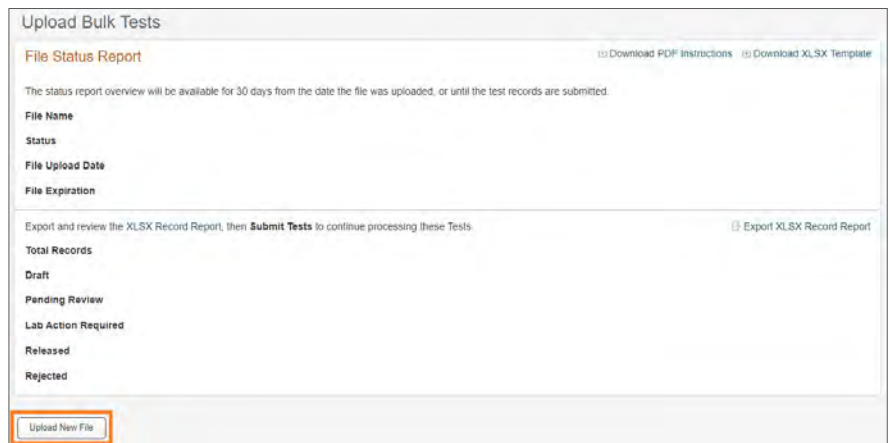 Upload Bulk Tests
File Status Report
Download PDF Instructions Download XLSX Template
The status report overview will be available for 30 days from the date the file was uploaded, or until the test records are submitted.
File Name
Status
File Upload Date
File Expiration
Export and review the XLSX Record Report, then Submit Tests to continue processing these Tests
Export XLSX Record Report
Total Records
Draft
Pending Review
Lab Action Required
Released
Rejected
Upload New File